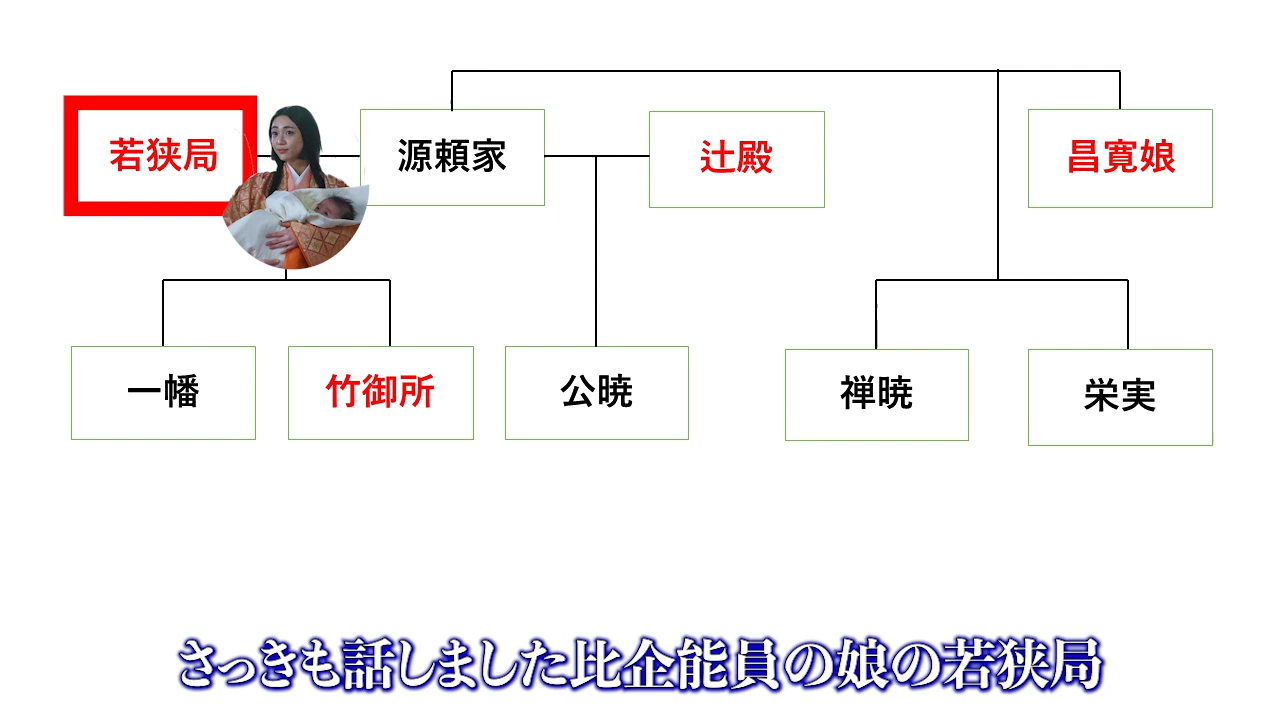 若狭局
源頼家
辻殿
昌寛娘
一幡
竹御所
公暁
禅暁
栄実
さっきも話しました比企能員の娘の若狭局